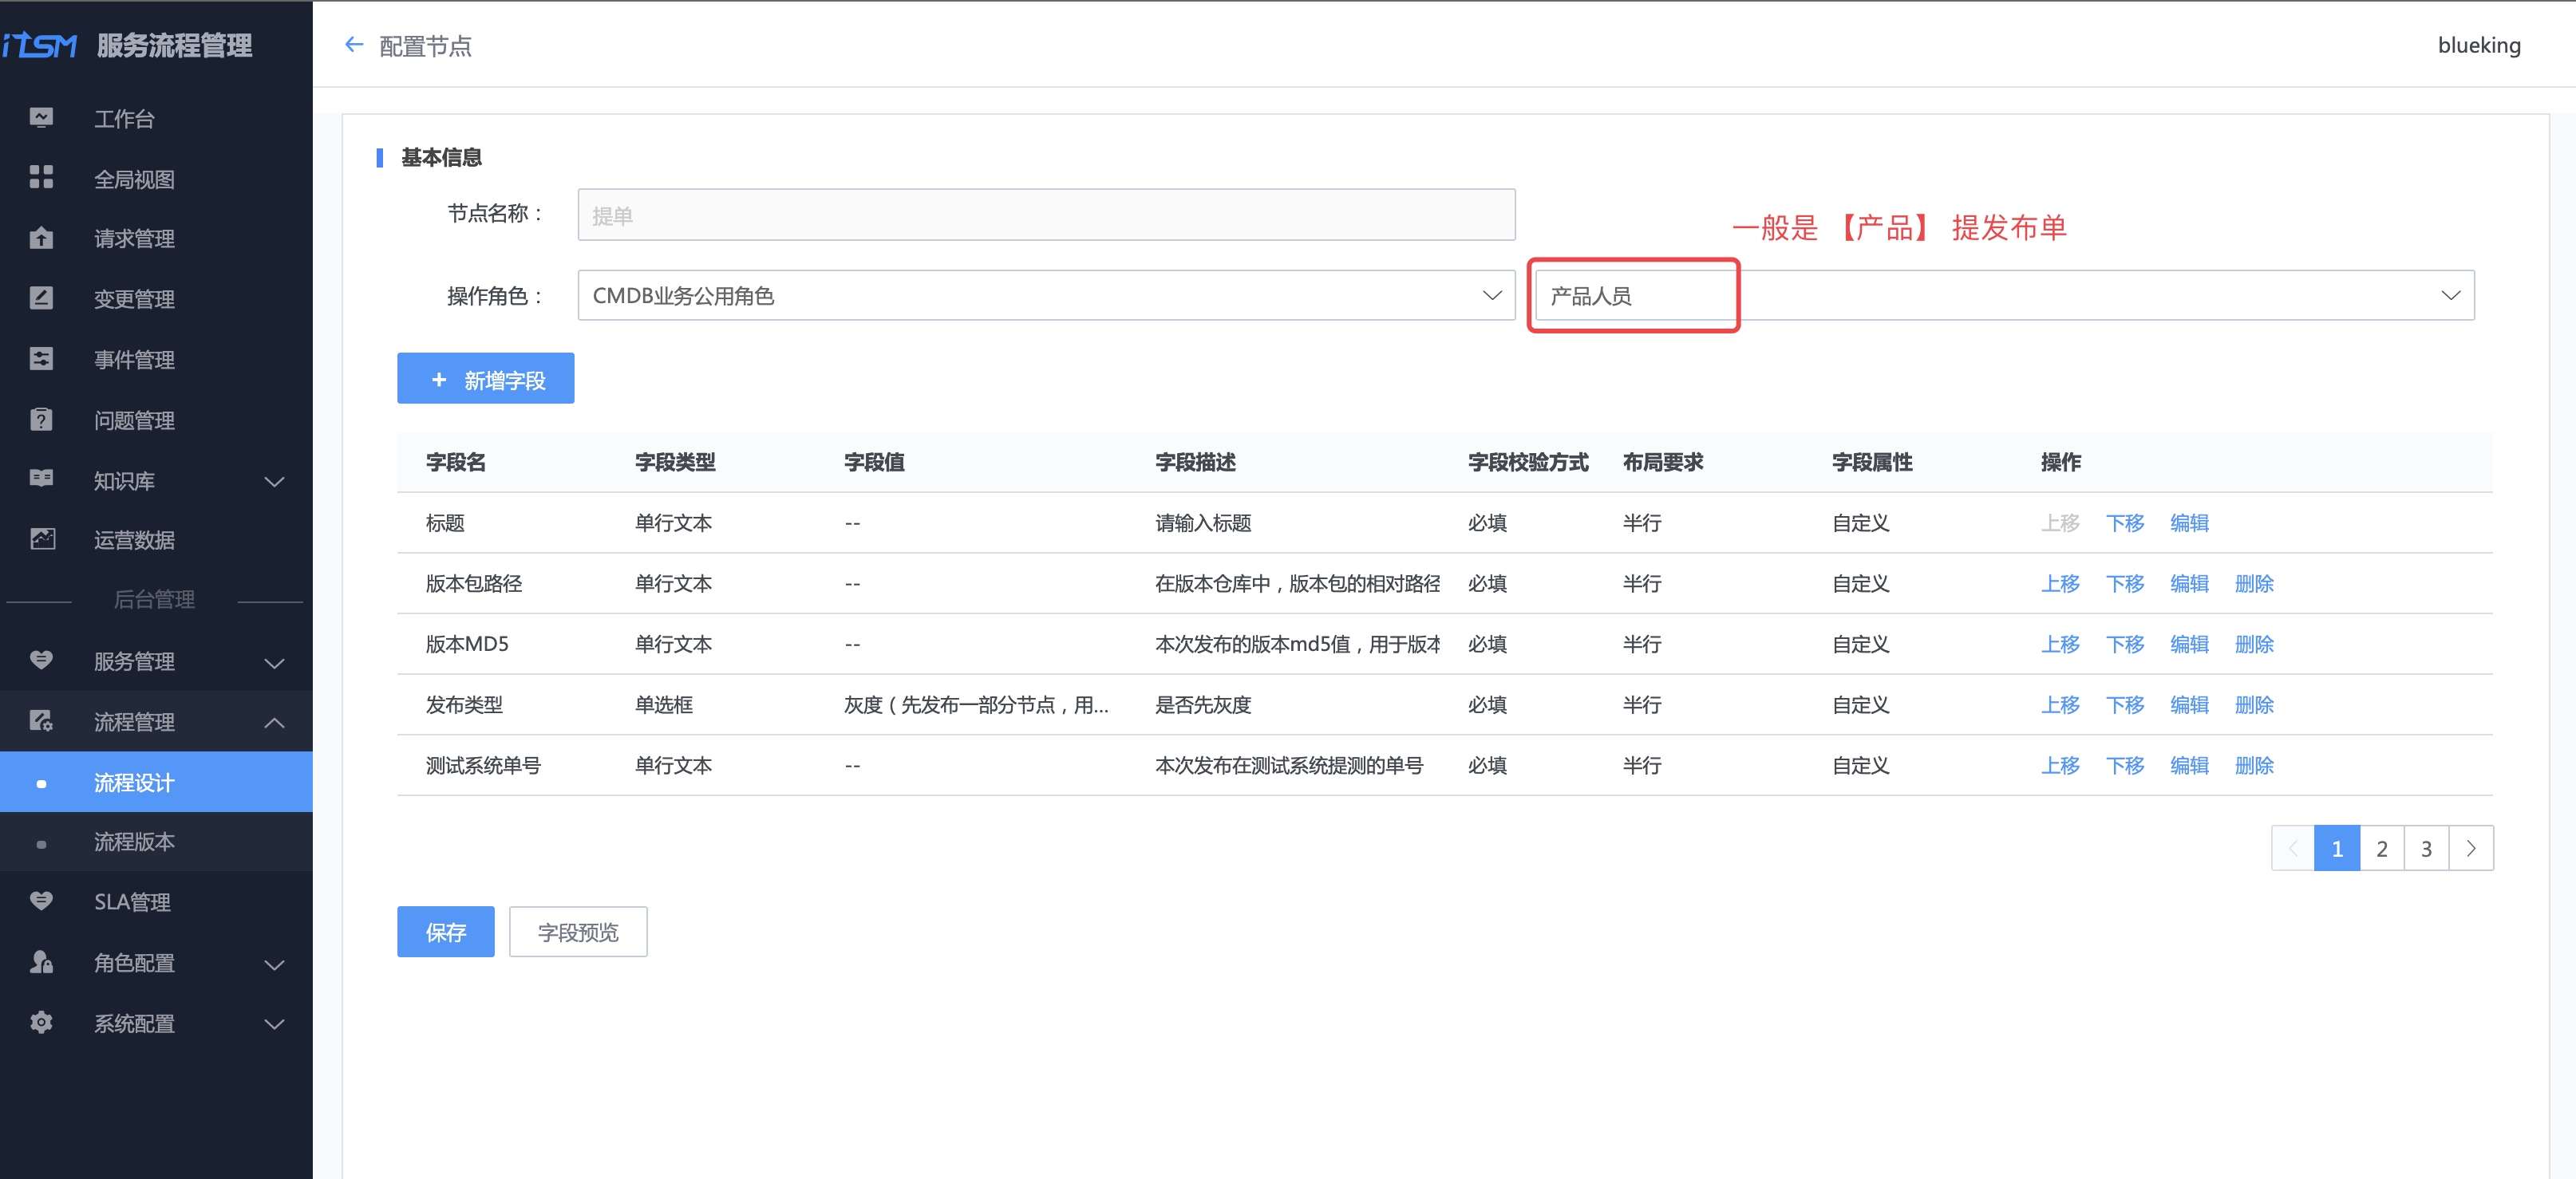 iTSM 服务流程管理
← 配置节点
blueking
工作台
全局视图
请求管理
变更管理
事件管理
问题管理
知识库
运营数据
后台管理
服务管理
流程管理
流程设计
流程版本
SLA管理
角色配置
系统配置
基本信息
节点名称： 提单
一般是 【产品】 提发布单
操作角色： CMDB业务公用角色 产品人员
+ 新增字段
字段名 字段类型 字段值 字段描述 字段校验方式 布局要求 字段属性 操作
标题 单行文本 -- 请输入标题 必填 半行 自定义 上移 下移 编辑
版本包路径 单行文本 -- 在版本仓库中，版本包的相对路径 必填 半行 自定义 上移 下移 编辑 删除
版本MD5 单行文本 -- 本次发布的版本md5值，用于版本 必填 半行 自定义 上移 下移 编辑 删除
发布类型 单选框 灰度（先发布一部分节点，用... 是否先灰度 必填 半行 自定义 上移 下移 编辑 删除
测试系统单号 单行文本 -- 本次发布在测试系统提测的单号 必填 半行 自定义 上移 下移 编辑 删除
1 2 3
保存 字段预览